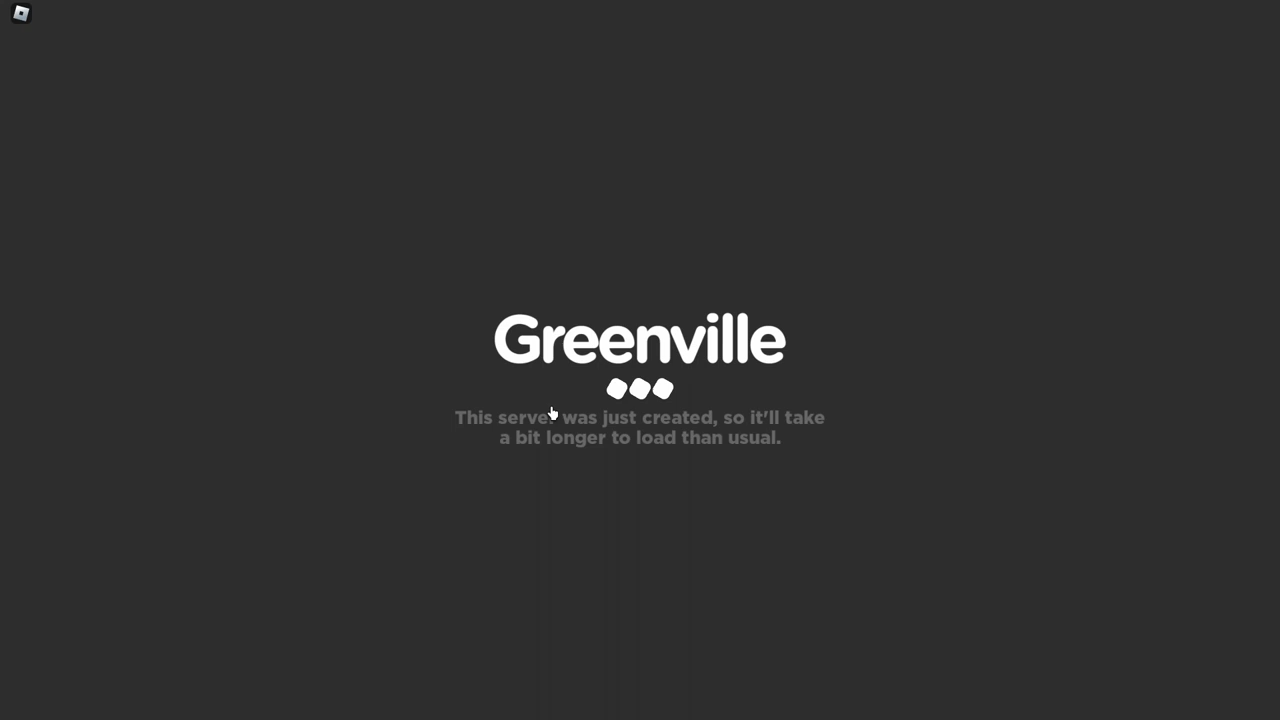 Greenville
This server was just created, so it'll take
a bit longer to load than usual.